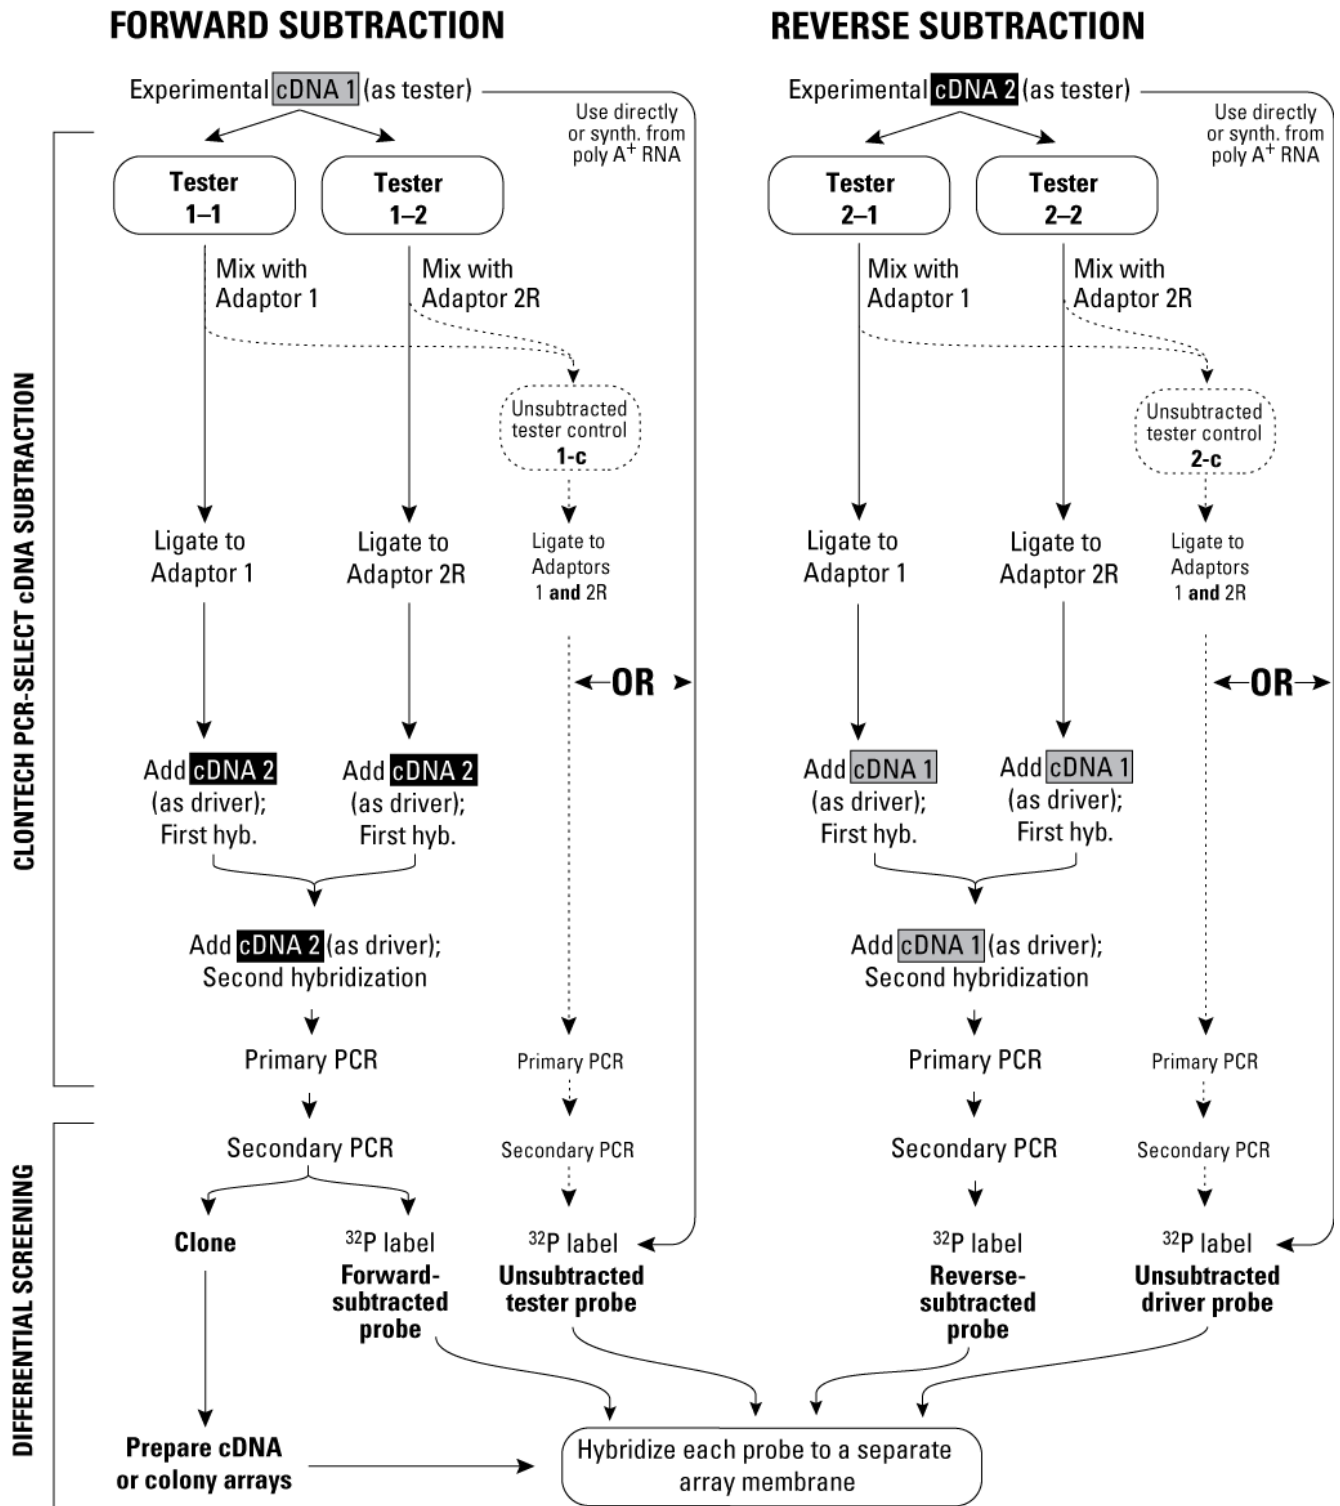 FORWARD SUBTRACTION
REVERSE SUBTRACTION
Experimental cDNA 1 (as tester)
Experimental cDNA 2 (as tester)
Use directly
or synth. from
poly A+ RNA
Use directly
or synth. from
poly A+ RNA
CLONTECH PCR-SELECT cDNA SUBTRACTION
Tester
1–1
Tester
1–2
Tester
2–1
Tester
2–2
Mix with
Adaptor 1
Mix with
Adaptor 2R
Mix with
Adaptor 1
Mix with
Adaptor 2R
Unsubtracted
tester control
1-c
Unsubtracted
tester control
2-c
Ligate to
Adaptor 1
Ligate to
Adaptor 2R
Ligate to
Adaptors
1 and 2R
Ligate to
Adaptor 1
Ligate to
Adaptor 2R
Ligate to
Adaptors
1 and 2R
OR
OR
Add cDNA 2
(as driver);
First hyb.
Add cDNA 2
(as driver);
First hyb.
Add cDNA 1
(as driver);
First hyb.
Add cDNA 1
(as driver);
First hyb.
Add cDNA 2 (as driver);
Second hybridization
Add cDNA 1 (as driver);
Second hybridization
Primary PCR
Primary PCR
Primary PCR
Primary PCR
DIFFERENTIAL SCREENING
Secondary PCR
Secondary PCR
Secondary PCR
Secondary PCR
Clone
32P label
Forward-
subtracted
probe
32P label
Unsubtracted
tester probe
32P label
Reverse-
subtracted
probe
32P label
Unsubtracted
driver probe
Prepare cDNA
or colony arrays
Hybridize each probe to a separate
array membrane